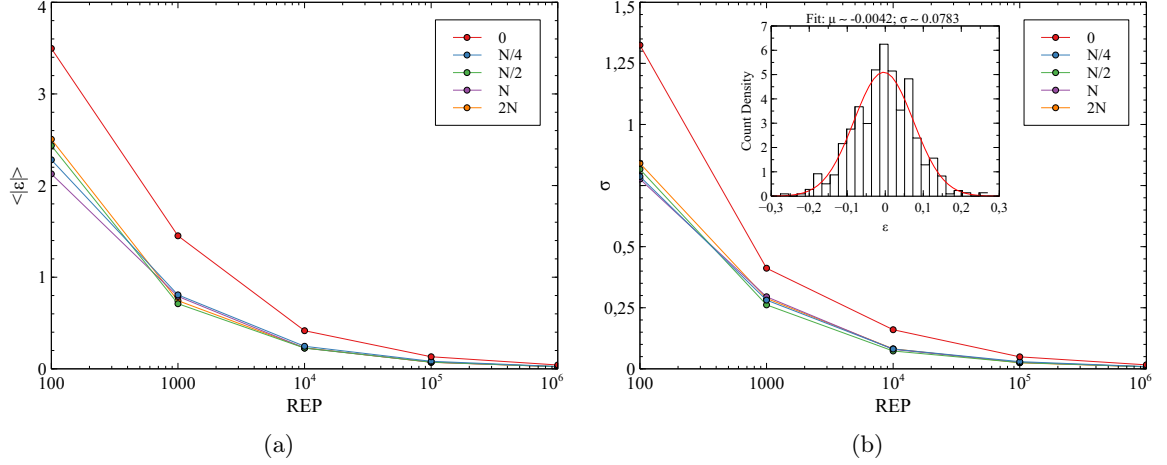 4
3
2
1
0
<|ε|>
100
1000
10^4
10^5
10^6
REP
0
N/4
N/2
N
2N
(a)
1,5
1,25
1
0,5
0,25
0
σ
100
1000
10^4
10^5
10^6
REP
0
N/4
N/2
N
2N
Fit: μ ~ -0.0042; σ ~ 0.0783
7
6
5
4
3
2
1
0
Count Density
−0,3
−0,2
−0,1
0
0,1
0,2
0,3
ε
(b)